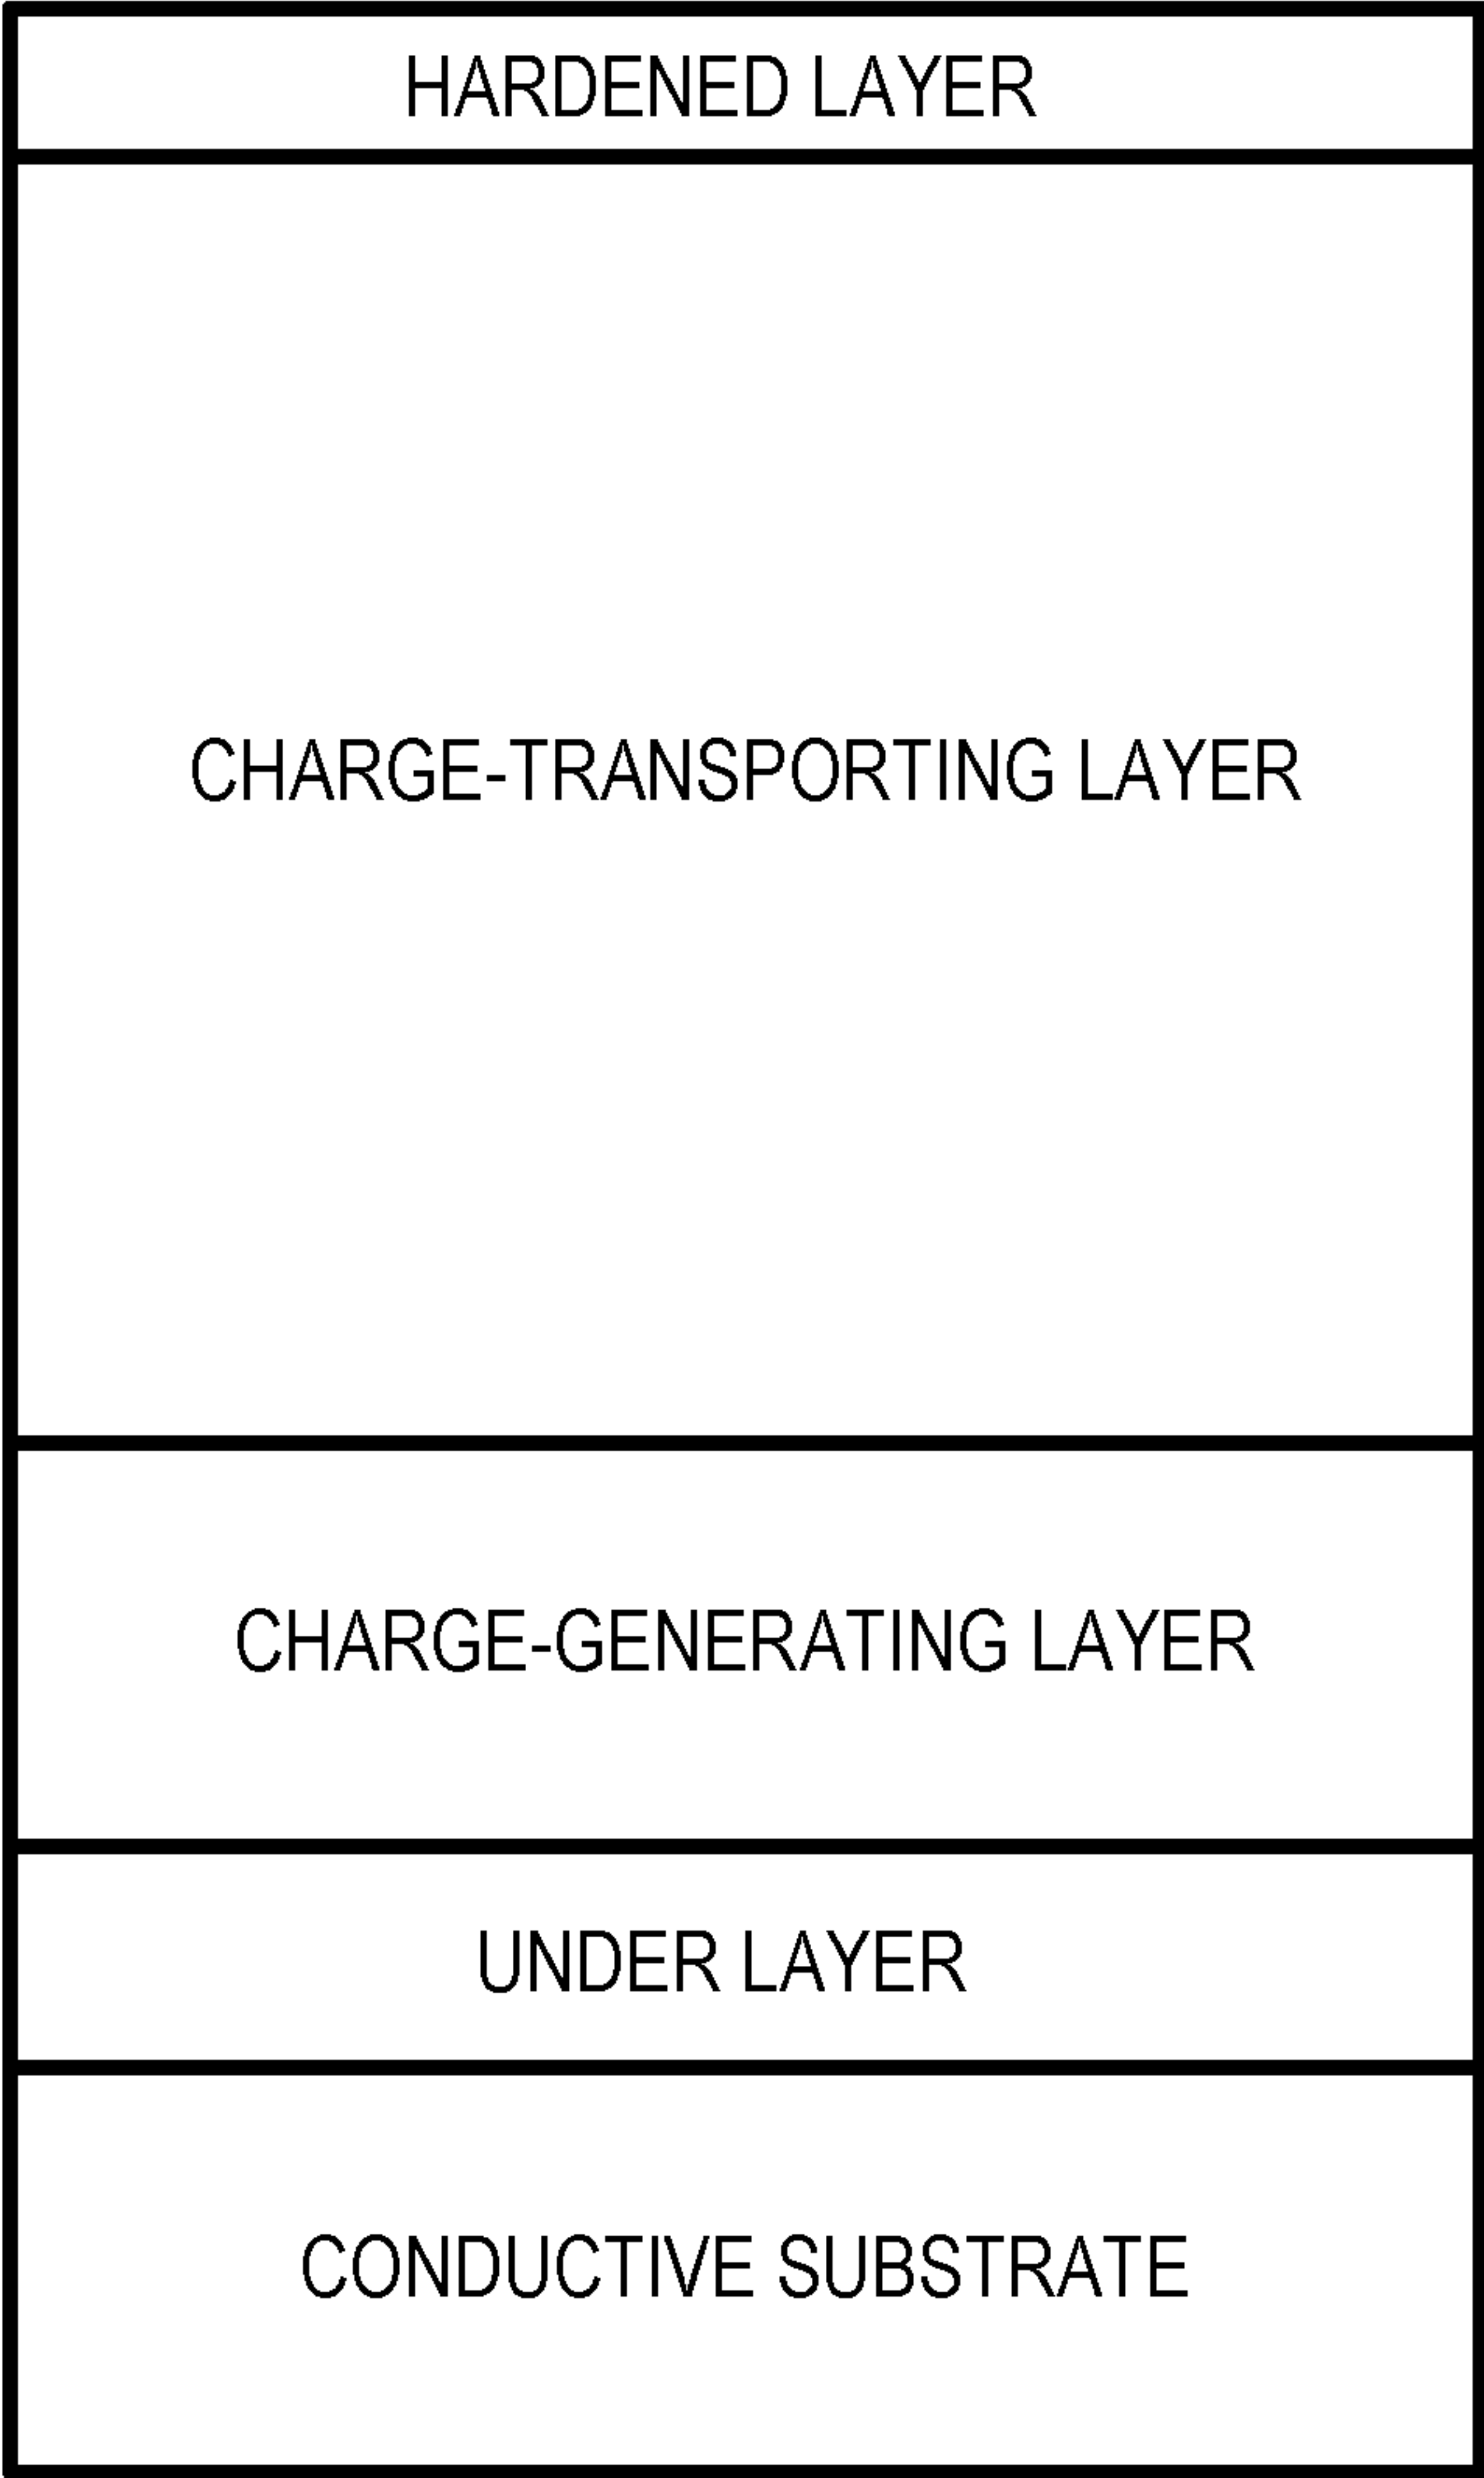 HARDENED LAYER
CHARGE-TRANSPORTING LAYER
CHARGE-GENERATING LAYER
UNDER LAYER
CONDUCTIVE SUBSTRATE